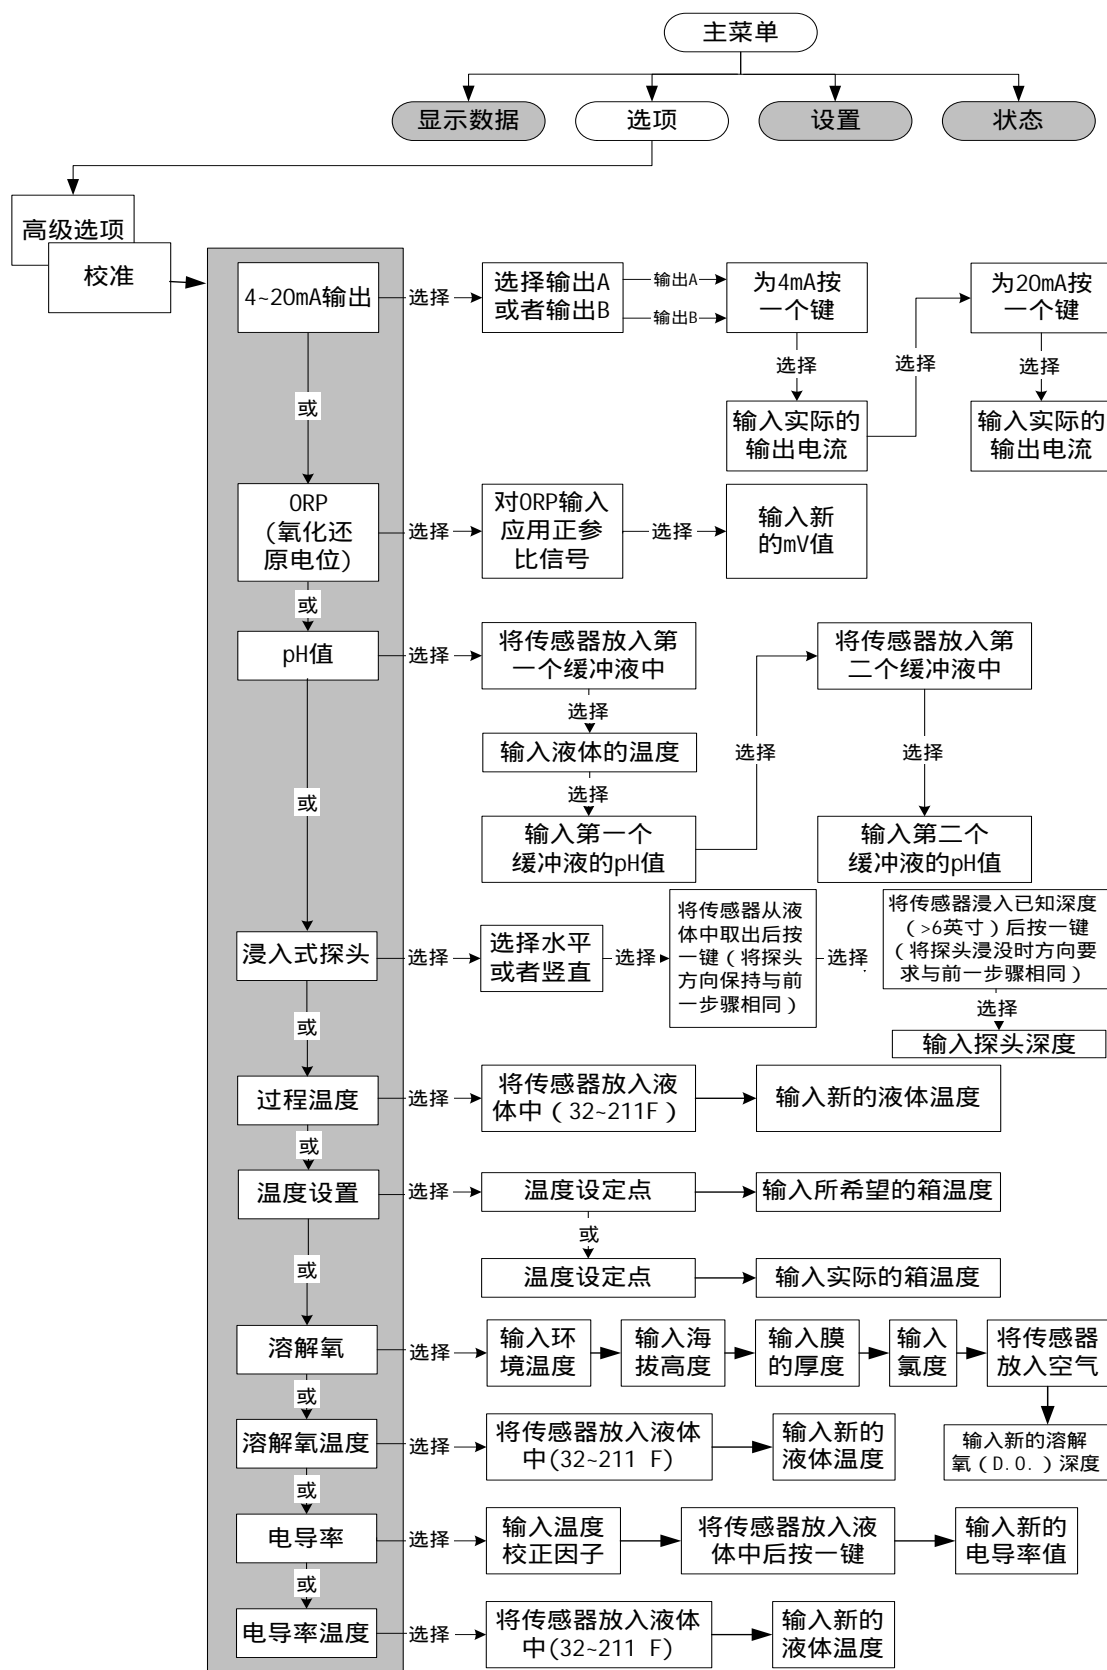 主菜单
显示数据
选项
设置
状态
高级选项
校准
4~20mA输出
选择
选择输出A
或者输出B
输出A
输出B
为4mA按
一个键
选择
输入实际的
输出电流
选择
为20mA按
一个键
选择
输入实际的
输出电流
或
ORP
(氧化还
原电位)
选择
对ORP输入
应用正参
比信号
选择
输入新
的mV值
或
pH值
选择
将传感器放入第
一个缓冲液中
选择
输入液体的温度
选择
输入第一个
缓冲液的pH值
选择
将传感器放入第
二个缓冲液中
选择
输入第二个
缓冲液的pH值
或
浸入式探头
选择
选择水平
或者竖直
选择
将传感器从液
体中取出后按
一键（将探头
方向保持与前
一步骤相同）
选择
将传感器浸入已知深度
（>6英寸）后按一键
（将探头浸没时方向要
求与前一步骤相同）
选择
输入探头深度
或
过程温度
选择
将传感器放入液
体中（32~211F）
输入新的液体温度
或
温度设置
选择
温度设定点
输入所希望的箱温度
或
温度设定点
输入实际的箱温度
或
溶解氧
选择
输入环
境温度
输入海
拔高度
输入膜
的厚度
输入
氯度
将传感器
放入空气
输入新的溶解
氧（D.O.）深度
或
溶解氧温度
选择
将传感器放入液体
中(32~211 F)
输入新的
液体温度
或
电导率
选择
输入温度
校正因子
将传感器放入液
体中后按一键
输入新的
电导率值
或
电导率温度
选择
将传感器放入液体
中(32~211 F)
输入新的
液体温度